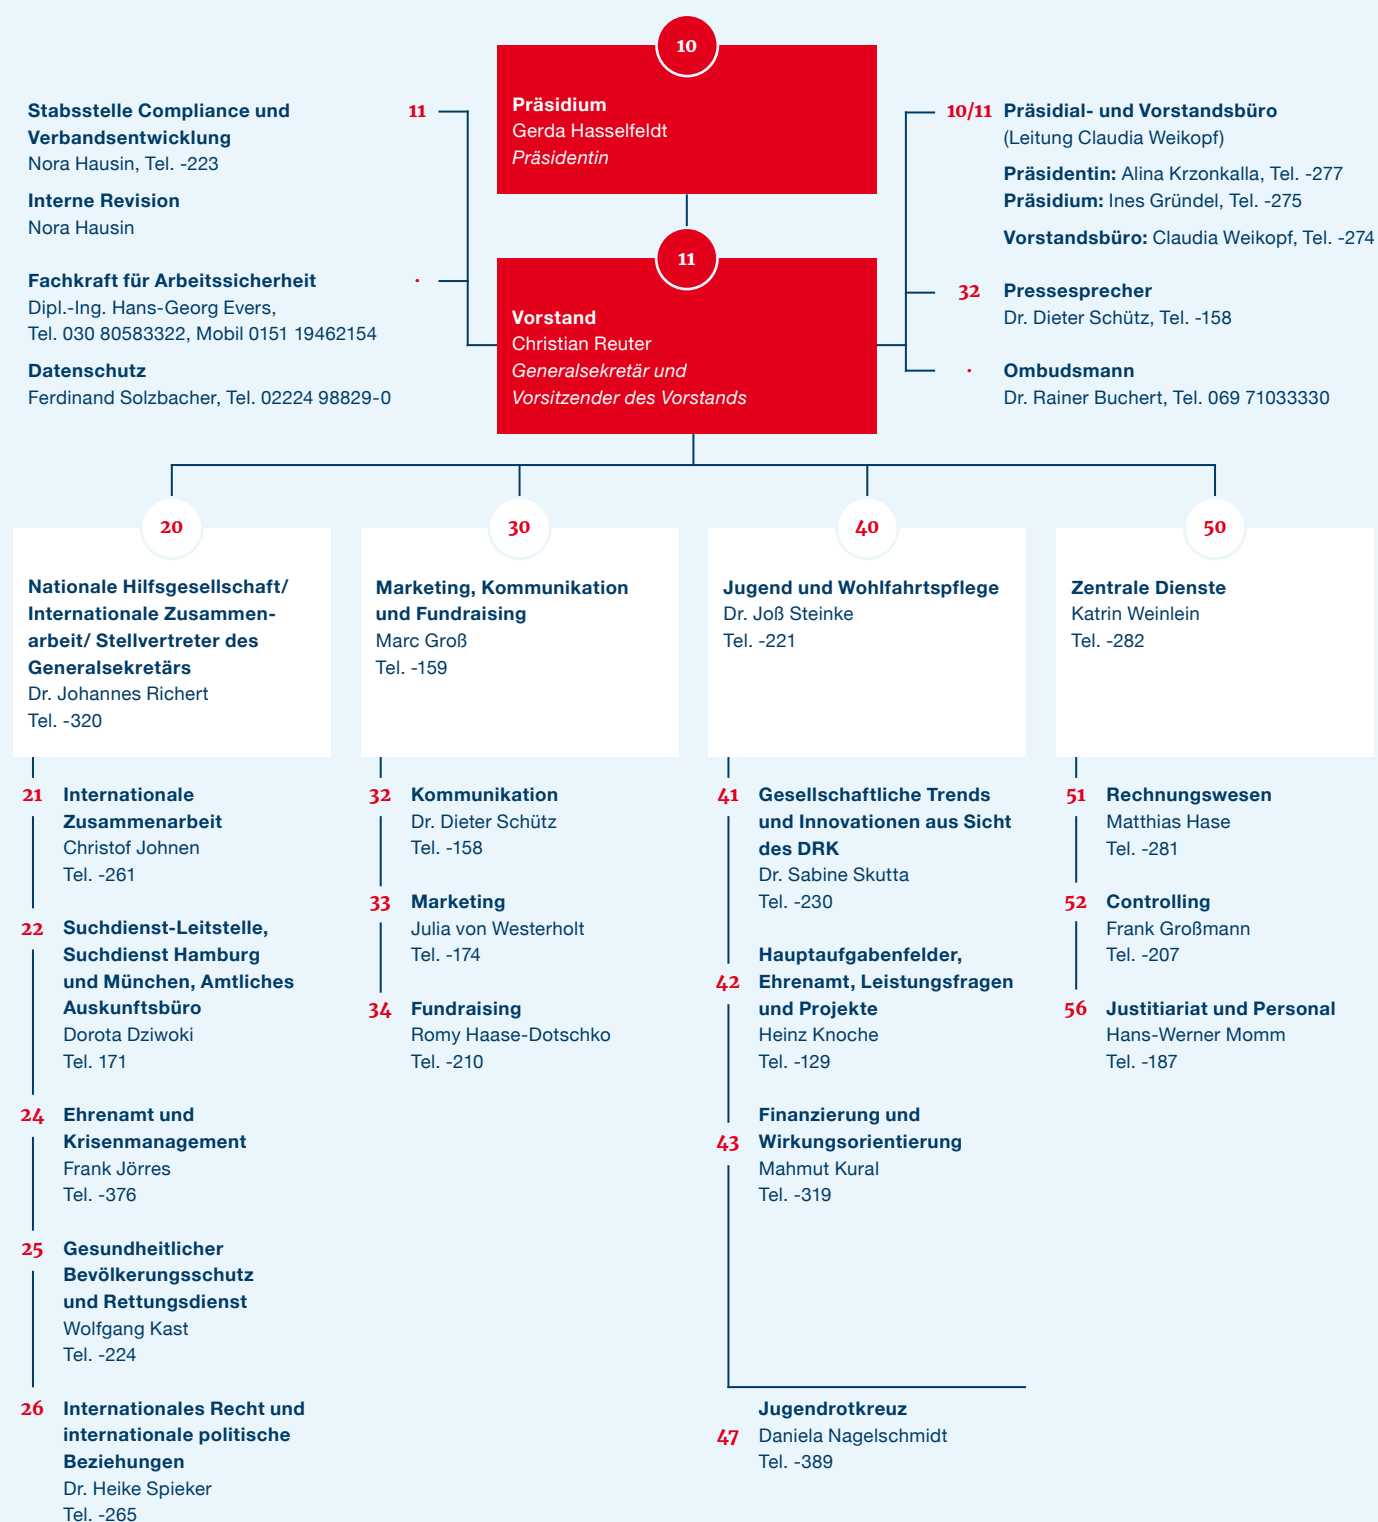 10
Präsidium
Gerda Hasselfeldt
Präsidentin
11
Stabsstelle Compliance und
Verbandsentwicklung
Nora Hausin, Tel. -223
Interne Revision
Nora Hausin
·
Fachkraft für Arbeitssicherheit
Dipl.-Ing. Hans-Georg Evers,
Tel. 030 80583322, Mobil 0151 19462154
Datenschutz
Ferdinand Solzbacher, Tel. 02224 98829-0
10/11 Präsidial- und Vorstandsbüro
(Leitung Claudia Weikopf)
Präsidentin: Alina Krzonkalla, Tel. -277
Präsidium: Ines Gründel, Tel. -275
Vorstandsbüro: Claudia Weikopf, Tel. -274
32 Pressesprecher
Dr. Dieter Schütz, Tel. -158
· Ombudsmann
Dr. Rainer Buchert, Tel. 069 71033330
11
Vorstand
Christian Reuter
Generalsekretär und
Vorsitzender des Vorstands
20
Nationale Hilfsgesellschaft/
Internationale Zusammen-
arbeit/ Stellvertreter des
Generalsekretärs
Dr. Johannes Richert
Tel. -320
21 Internationale
Zusammenarbeit
Christof Johnen
Tel. -261
22 Suchdienst-Leitstelle,
Suchdienst Hamburg
und München, Amtliches
Auskunftsbüro
Dorota Dziwoki
Tel. 171
24 Ehrenamt und
Krisenmanagement
Frank Jörres
Tel. -376
25 Gesundheitlicher
Bevölkerungsschutz
und Rettungsdienst
Wolfgang Kast
Tel. -224
26 Internationales Recht und
internationale politische
Beziehungen
Dr. Heike Spieker
Tel. -265
30
Marketing, Kommunikation
und Fundraising
Marc Groß
Tel. -159
32 Kommunikation
Dr. Dieter Schütz
Tel. -158
33 Marketing
Julia von Westerholt
Tel. -174
34 Fundraising
Romy Haase-Dotschko
Tel. -210
40
Jugend und Wohlfahrtspflege
Dr. Joß Steinke
Tel. -221
41 Gesellschaftliche Trends
und Innovationen aus Sicht
des DRK
Dr. Sabine Skutta
Tel. -230
Hauptaufgabenfelder,
42 Ehrenamt, Leistungsfragen
und Projekte
Heinz Knoche
Tel. -129
Finanzierung und
43 Wirkungsorientierung
Mahmut Kural
Tel. -319
Jugendrotkreuz
47 Daniela Nagelschmidt
Tel. -389
50
Zentrale Dienste
Katrin Weinlein
Tel. -282
51 Rechnungswesen
Matthias Hase
Tel. -281
52 Controlling
Frank Großmann
Tel. -207
56 Justitiariat und Personal
Hans-Werner Momm
Tel. -187